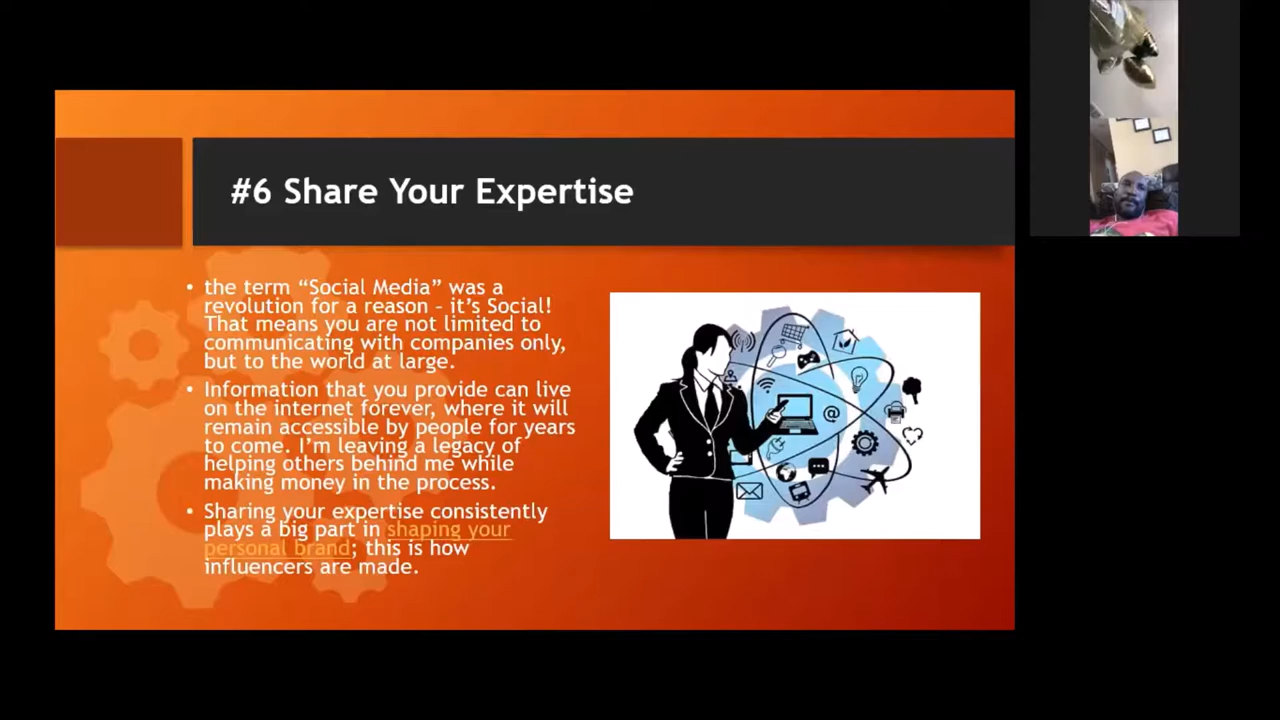 #6 Share Your Expertise
• the term “Social Media” was a
revolution for a reason – it’s Social!
That means you are not limited to
communicating with companies only,
but to the world at large.
• Information that you provide can live
on the internet forever, where it will
remain accessible by people for years
to come. I’m leaving a legacy of
helping others behind me while
making money in the process.
• Sharing your expertise consistently
plays a big part in shaping your
personal brand; this is how
influencers are made.
@